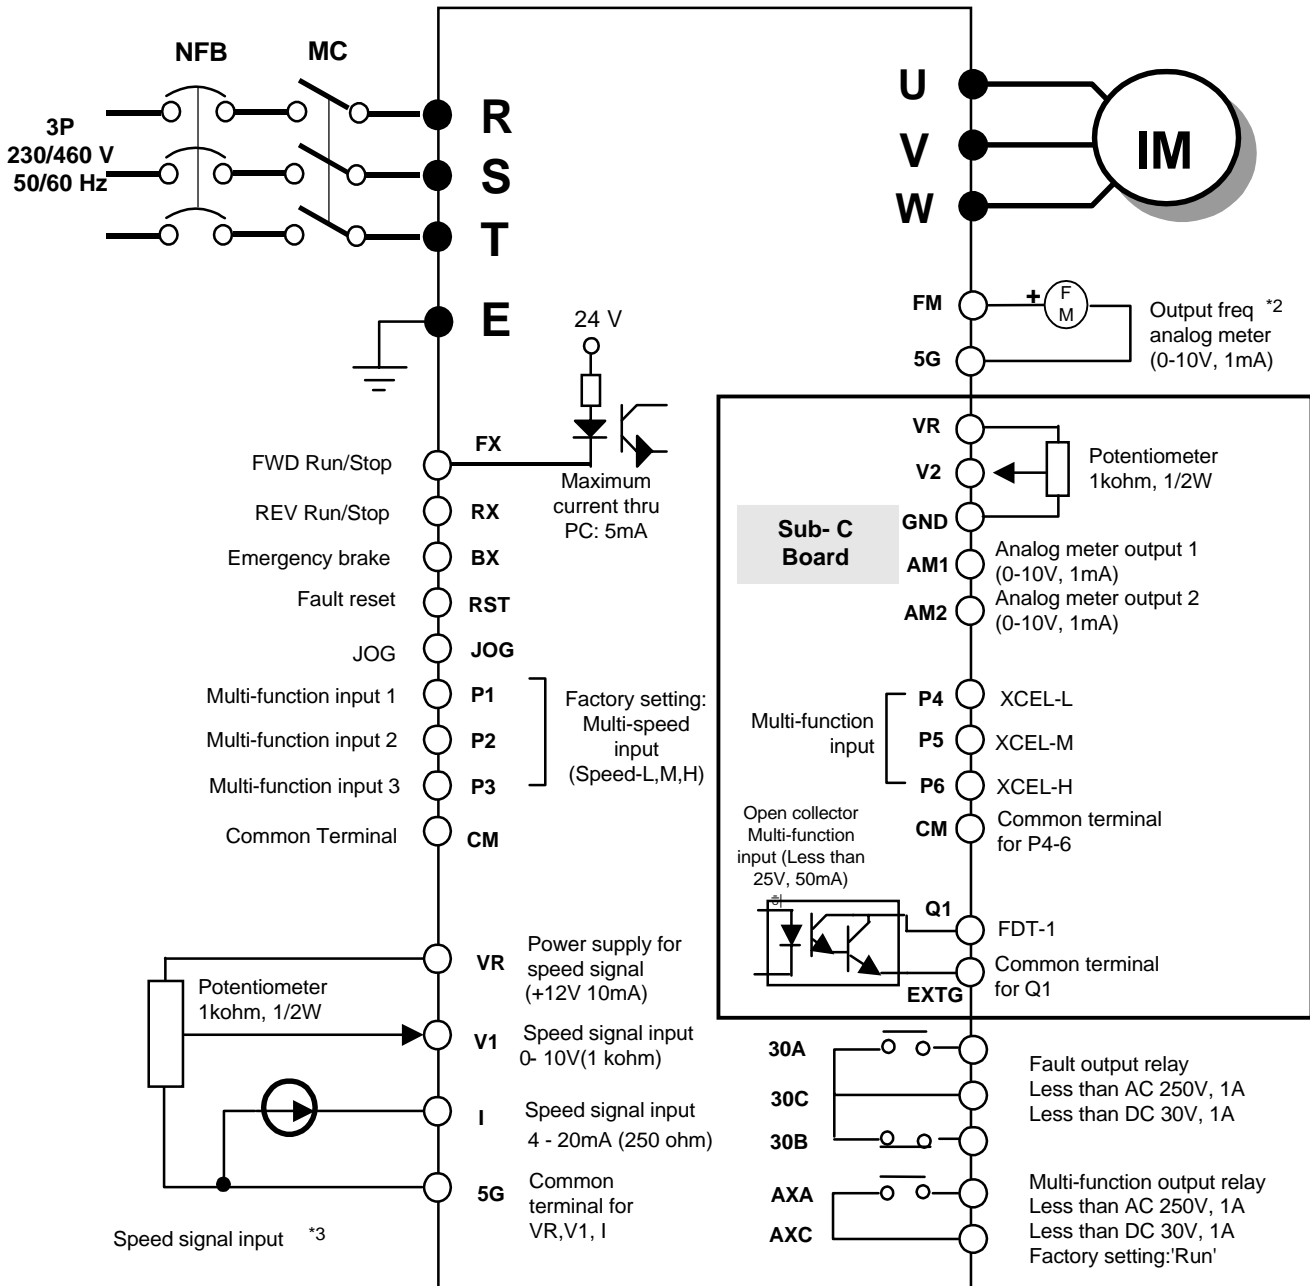 NFB
MC
3P
230/460 V
50/60 Hz
R
S
T
E
U
V
W
IM
FM
+
F
M
5G
Output freq *2
analog meter
(0-10V, 1mA)
24 V
FX
Maximum
current thru
PC: 5mA
FWD Run/Stop
REV Run/Stop
RX
Emergency brake
BX
Fault reset
RST
JOG
JOG
Multi-function input 1
P1
Multi-function input 2
P2
Multi-function input 3
P3
Factory setting:
Multi-speed
input
(Speed-L,M,H)
Common Terminal
CM
VR
V2
GND
Potentiometer
1kohm, 1/2W
Sub- C
Board
AM1
Analog meter output 1
(0-10V, 1mA)
AM2
Analog meter output 2
(0-10V, 1mA)
Multi-function
input
P4
XCEL-L
P5
XCEL-M
P6
XCEL-H
CM
Common terminal
for P4-6
Open collector
Multi-function
input (Less than
25V, 50mA)
Q1
FDT-1
EXTG
Common terminal
for Q1
Potentiometer
1kohm, 1/2W
VR
Power supply for
speed signal
(+12V 10mA)
V1
Speed signal input
0- 10V(1 kohm)
I
Speed signal input
4 - 20mA (250 ohm)
5G
Common
terminal for
VR,V1, I
Speed signal input *3
30A
30C
30B
Fault output relay
Less than AC 250V, 1A
Less than DC 30V, 1A
AXA
AXC
Multi-function output relay
Less than AC 250V, 1A
Less than DC 30V, 1A
Factory setting:'Run'